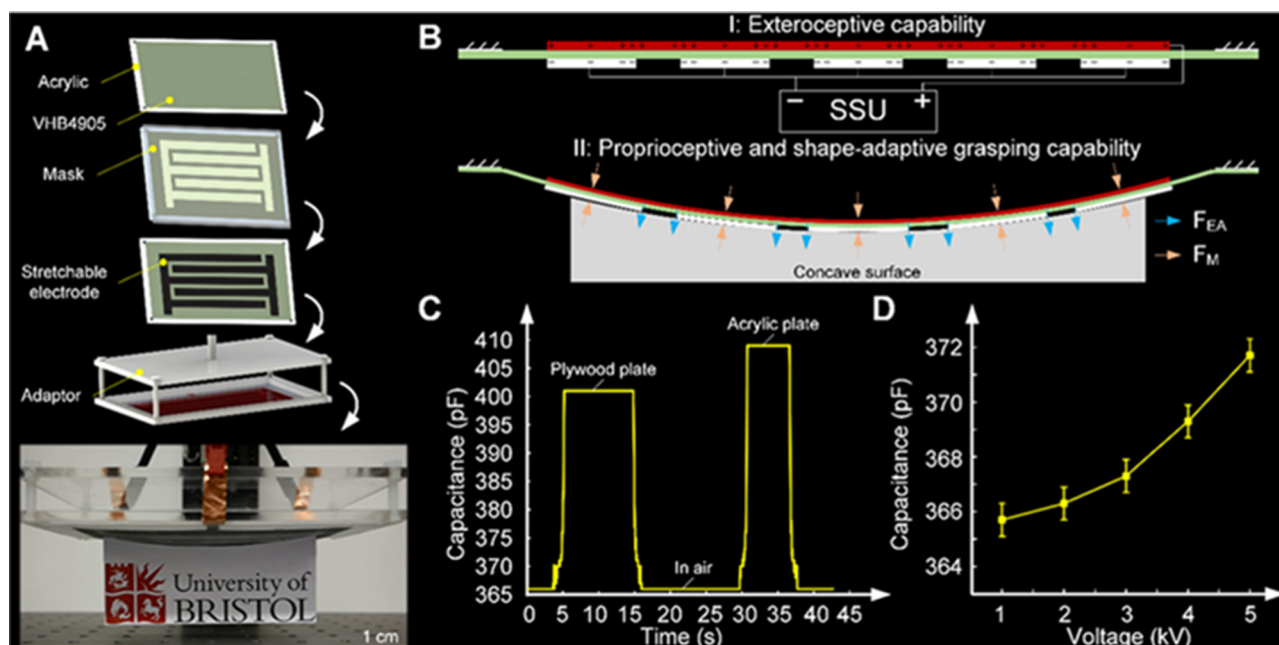 A
Acrylic
VHB4905
Mask
Stretchable
electrode
Adaptor
University of
BRISTOL
1 cm
B
I: Exteroceptive capability
− SSU +
II: Proprioceptive and shape-adaptive grasping capability
FEA
FM
Concave surface
C
Capacitance (pF)
410
405
400
395
390
385
380
375
370
365
Plywood plate
Acrylic plate
In air
0 5 10 15 20 25 30 35 40 45
Time (s)
D
Capacitance (pF)
372
370
368
366
364
1 2 3 4 5
Voltage (kV)